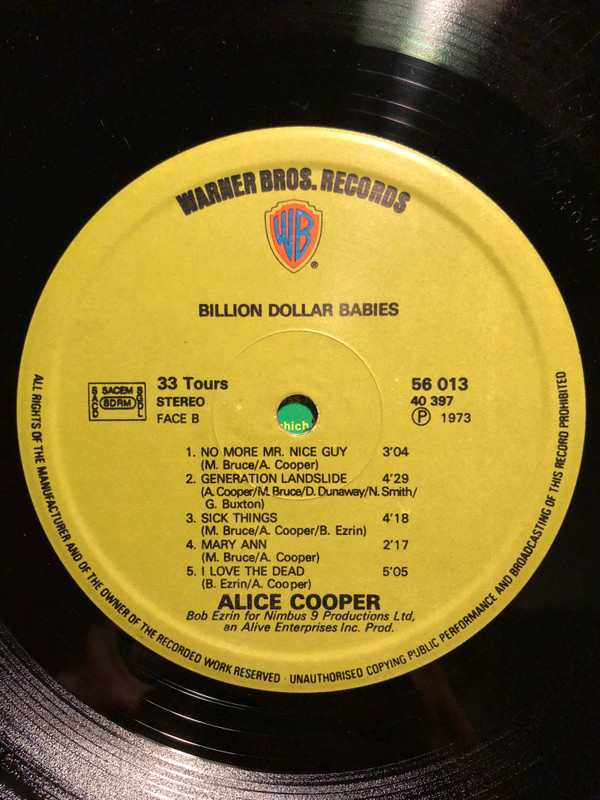 WARNER BROS. RECORDS
WB
®
BILLION DOLLAR BABIES
SACEM
SACD SDRM SGDL
33 Tours
STEREO
FACE B
56 013
40 397
Ⓟ 1973
which
1. NO MORE MR. NICE GUY 3'04
(M. Bruce/A. Cooper)
2. GENERATION LANDSLIDE 4'29
(A. Cooper/M. Bruce/D. Dunaway/N. Smith/
G. Buxton)
3. SICK THINGS 4'18
(M. Bruce/A. Cooper/B. Ezrin)
4. MARY ANN 2'17
(M. Bruce/A. Cooper)
5. I LOVE THE DEAD 5'05
(B. Ezrin/A. Cooper)
ALICE COOPER
Bob Ezrin for Nimbus 9 Productions Ltd,
an Alive Enterprises Inc. Prod.
ALL RIGHTS OF THE MANUFACTURER AND OF THE OWNER OF THE RECORDED WORK RESERVED · UNAUTHORISED COPYING PUBLIC PERFORMANCE AND BROADCASTING OF THIS RECORD PROHIBITED